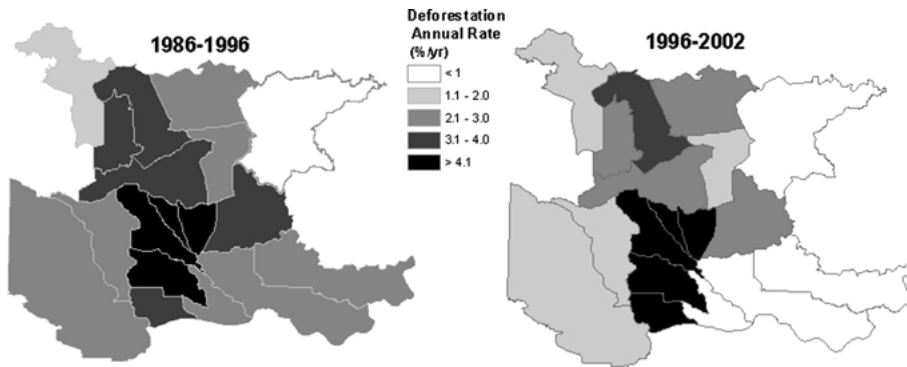 1986-1996
Deforestation
Annual Rate
(%/yr)
< 1
1.1 - 2.0
2.1 - 3.0
3.1 - 4.0
> 4.1
1996-2002